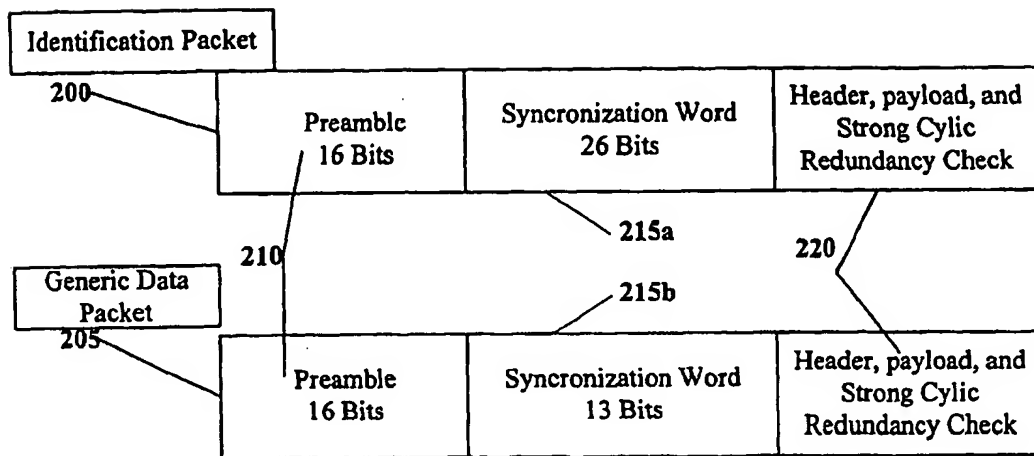 Identification Packet
200
Preamble
16 Bits
Syncronization Word
26 Bits
Header, payload, and
Strong Cylic
Redundancy Check
215a
210
220
Generic Data
Packet
215b
205
Preamble
16 Bits
Syncronization Word
13 Bits
Header, payload, and
Strong Cylic
Redundancy Check